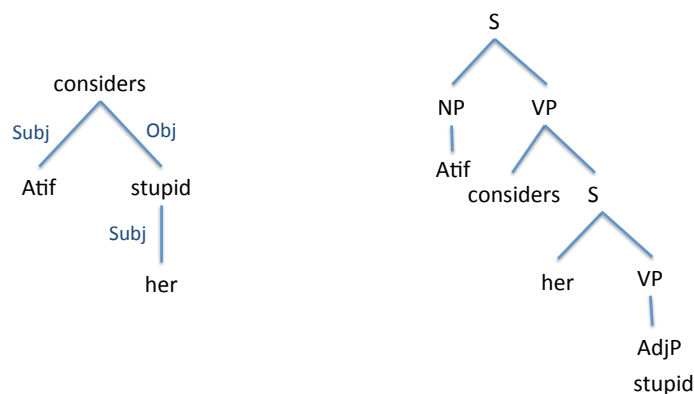 considers
Subj
Obj
Atif
stupid
Subj
her
S
NP
VP
Atif
considers
S
her
VP
AdjP
stupid